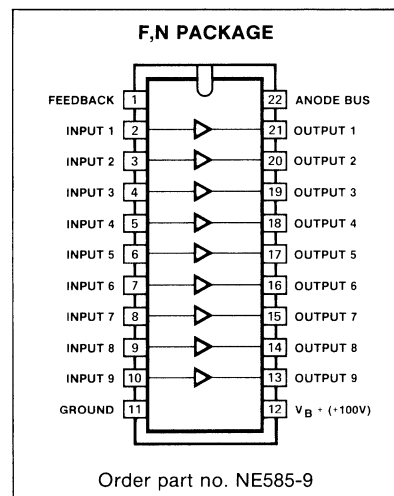 F,N PACKAGE
FEEDBACK 1 22 ANODE BUS
INPUT 1 2 21 OUTPUT 1
INPUT 2 3 20 OUTPUT 2
INPUT 3 4 19 OUTPUT 3
INPUT 4 5 18 OUTPUT 4
INPUT 5 6 17 OUTPUT 5
INPUT 6 7 16 OUTPUT 6
INPUT 7 8 15 OUTPUT 7
INPUT 8 9 14 OUTPUT 8
INPUT 9 10 13 OUTPUT 9
GROUND 11 12 VB + (+100V)
Order part no. NE585-9